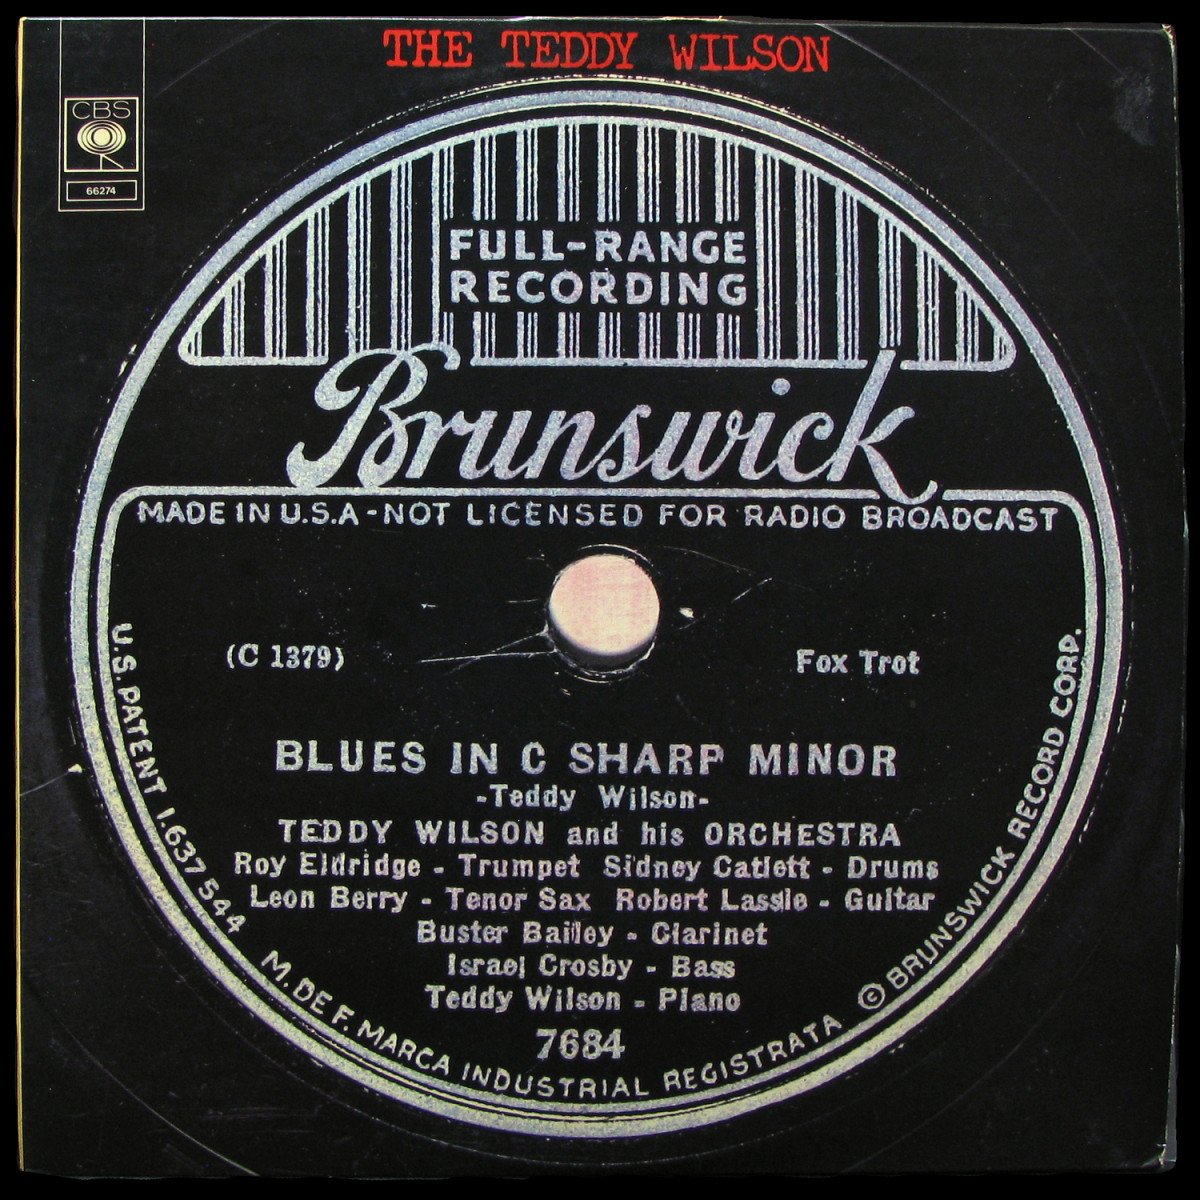 THE TEDDY WILSON
CBS
66274
FULL-RANGE
RECORDING
Brunswick
MADE IN U.S.A - NOT LICENSED FOR RADIO BROADCAST
(C 1379)
Fox Trot
BLUES IN C SHARP MINOR
-Teddy Wilson-
TEDDY WILSON and his ORCHESTRA
Roy Eldridge - Trumpet Sidney Catlett - Drums
Leon Berry - Tenor Sax Robert Lassie - Guitar
Buster Bailey - Clarinet
Israel Crosby - Bass
Teddy Wilson - Piano
7684
U.S. PATENT 1.637544 M. DE F. MARCA INDUSTRIAL REGISTRATA © BRUNSWICK RECORD CORP.